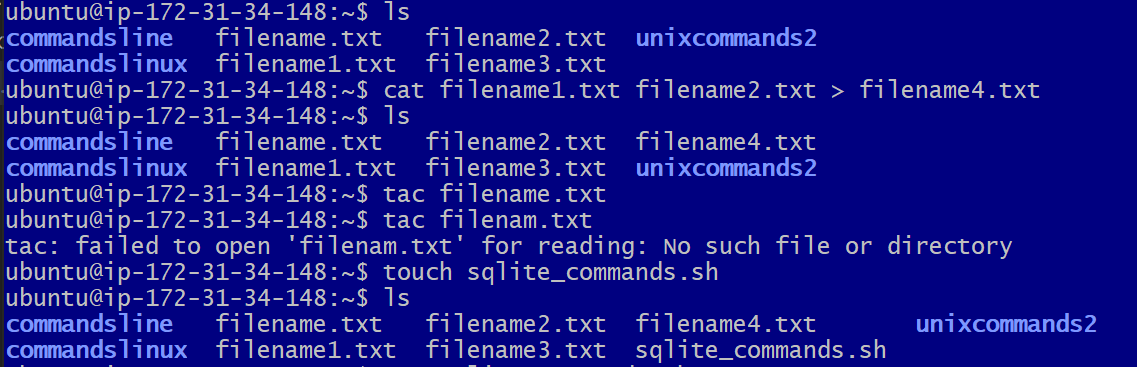 ubuntu@ip-172-31-34-148:~$ ls
commandsline   filename.txt   filename2.txt  unixcommands2
commandslinux  filename1.txt  filename3.txt
ubuntu@ip-172-31-34-148:~$ cat filename1.txt filename2.txt > filename4.txt
ubuntu@ip-172-31-34-148:~$ ls
commandsline   filename.txt   filename2.txt  filename4.txt
commandslinux  filename1.txt  filename3.txt  unixcommands2
ubuntu@ip-172-31-34-148:~$ tac filename.txt
ubuntu@ip-172-31-34-148:~$ tac filenam.txt
tac: failed to open 'filenam.txt' for reading: No such file or directory
ubuntu@ip-172-31-34-148:~$ touch sqlite_commands.sh
ubuntu@ip-172-31-34-148:~$ ls
commandsline   filename.txt   filename2.txt  filename4.txt       unixcommands2
commandslinux  filename1.txt  filename3.txt  sqlite_commands.sh